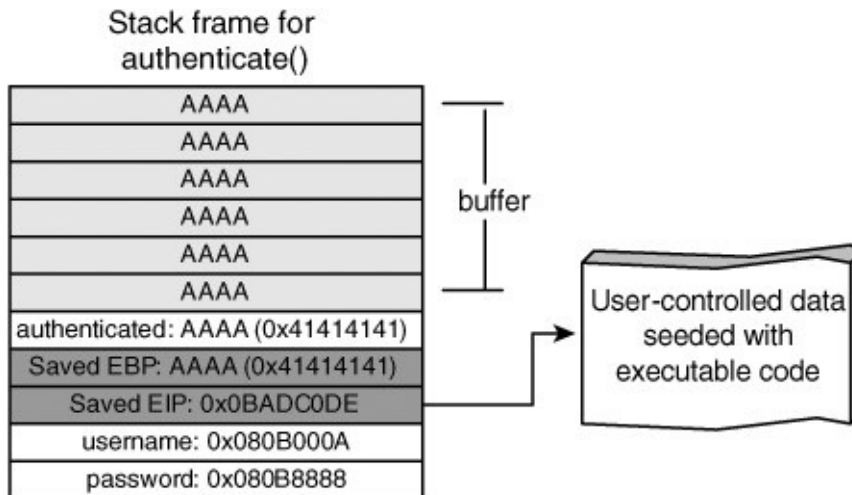 Stack frame for
authenticate()
AAAA
AAAA
AAAA
AAAA
AAAA
AAAA
buffer
authenticated: AAAA (0x41414141)
Saved EBP: AAAA (0x41414141)
Saved EIP: 0x0BADC0DE
username: 0x080B000A
password: 0x080B8888
User-controlled data
seeded with
executable code